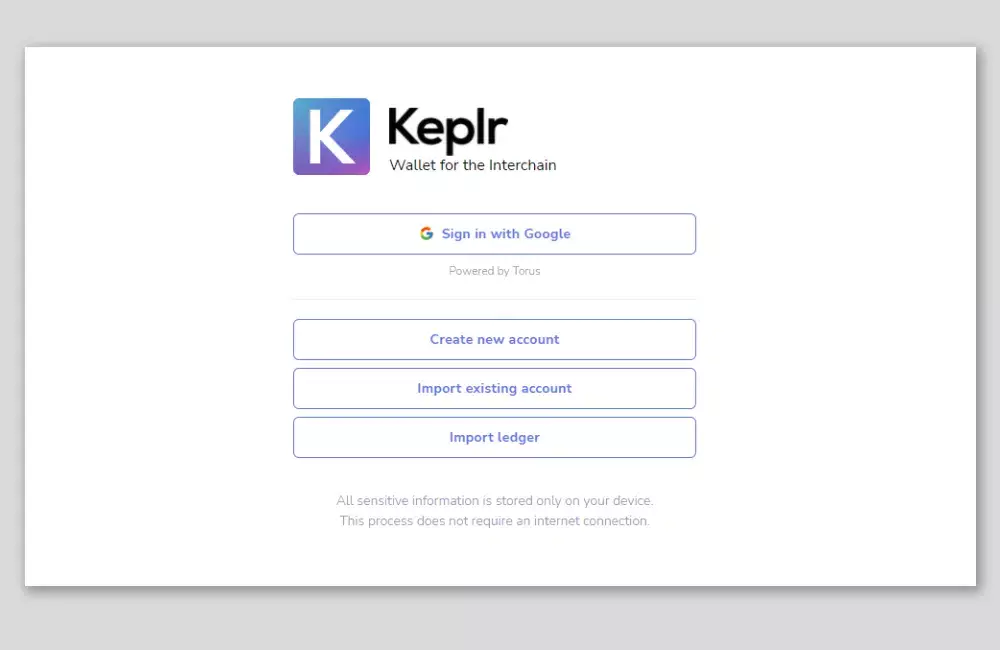 K Keplr
Wallet for the Interchain
Sign in with Google
Powered by Torus
Create new account
Import existing account
Import ledger
All sensitive information is stored only on your device.
This process does not require an internet connection.